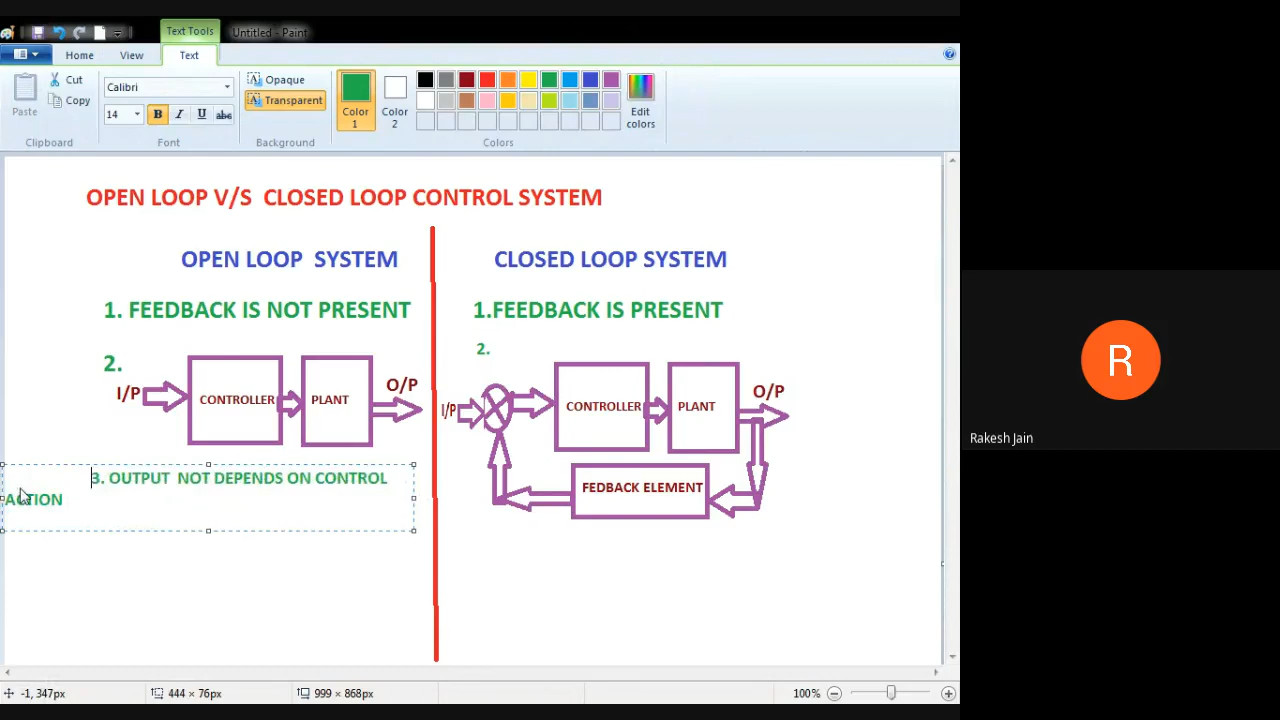 Text Tools
Untitled - Paint
Home
View
Text
Paste
Cut
Copy
Clipboard
Calibri
14
B
I
U
abc
Font
Opaque
Transparent
Background
Color 1
Color 2
Edit colors
Colors
OPEN LOOP V/S CLOSED LOOP CONTROL SYSTEM
OPEN LOOP SYSTEM
1. FEEDBACK IS NOT PRESENT
2.
I/P
CONTROLLER
PLANT
O/P
3. OUTPUT NOT DEPENDS ON CONTROL
ACTION
CLOSED LOOP SYSTEM
1.FEEDBACK IS PRESENT
2.
I/P
CONTROLLER
PLANT
O/P
FEDBACK ELEMENT
R
Rakesh Jain
-1, 347px
444 × 76px
999 × 868px
100%